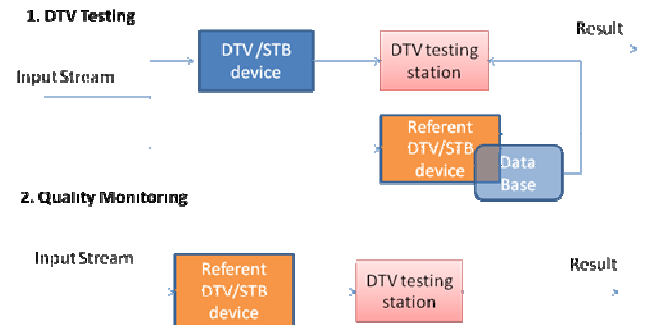 1. DTV Testing
Result
DTV/STB
device
DTV testing
station
Input Stream
Referent
DTV/STB
device
Data
Base
2. Quality Monitoring
Input Stream
Referent
DTV/STB
device
DTV testing
station
Result